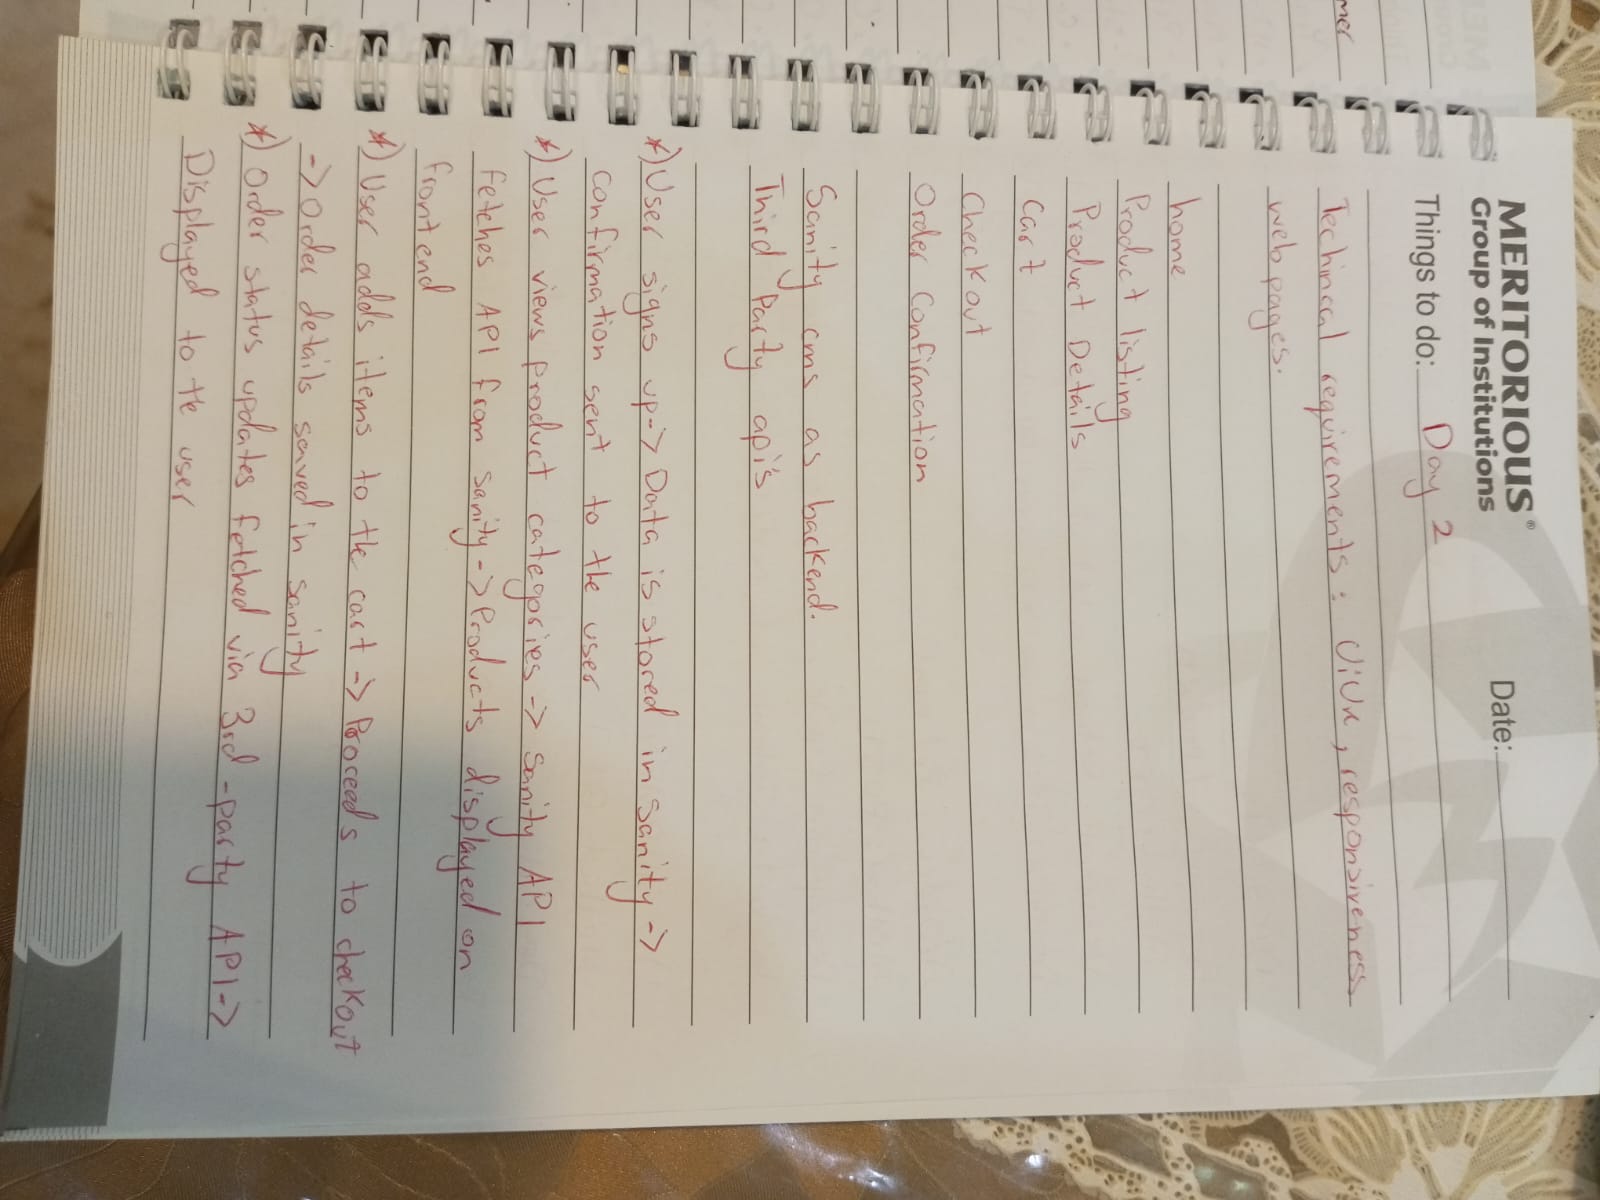 mer
MERITORIOUS®
Group of Institutions
Date:
Things to do: Day 2
Techincal requirements: Ui Ux, responsiveness
web pages.
home
Product listing
Product Details
Cart
Checkout
Order Confirmation
Sanity cms as backend.
Third Party api's
*) User signs up -> Data is stored in sanity ->
confirmation sent to the user
*) User views product categories -> Sanity API
fetches API from sanity -> Products displayed on
frontend
*) User adds items to the cart -> Proceeds to checkout
-> Order details saved in sanity
*) Order status updates fetched via 3rd-party API ->
Displayed to the user